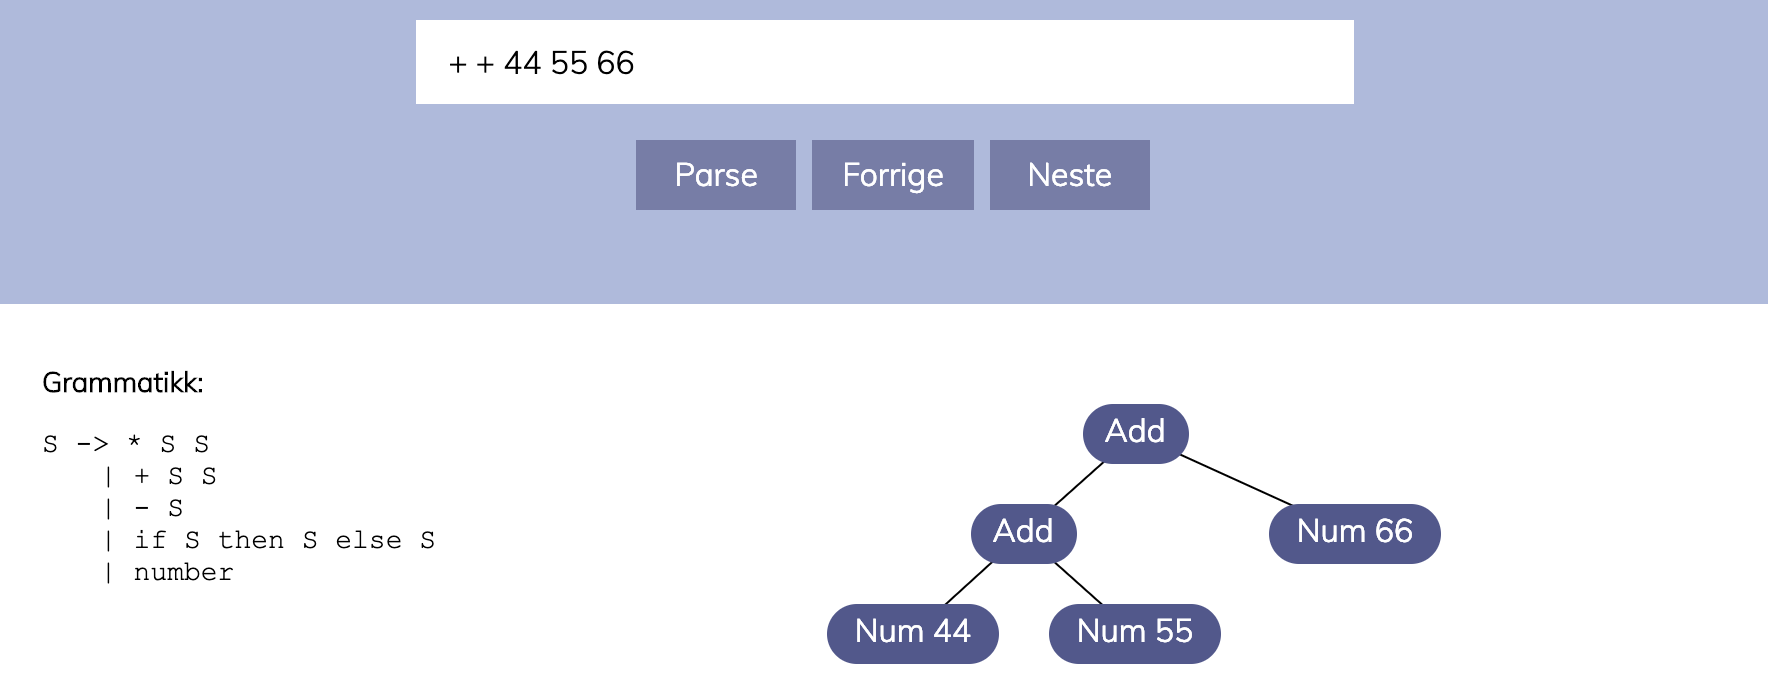 + + 44 55 66
Parse Forrige Neste
Grammatikk:
S -> * S S
| + S S
| - S
| if S then S else S
| number
Add
Add Num 66
Num 44 Num 55